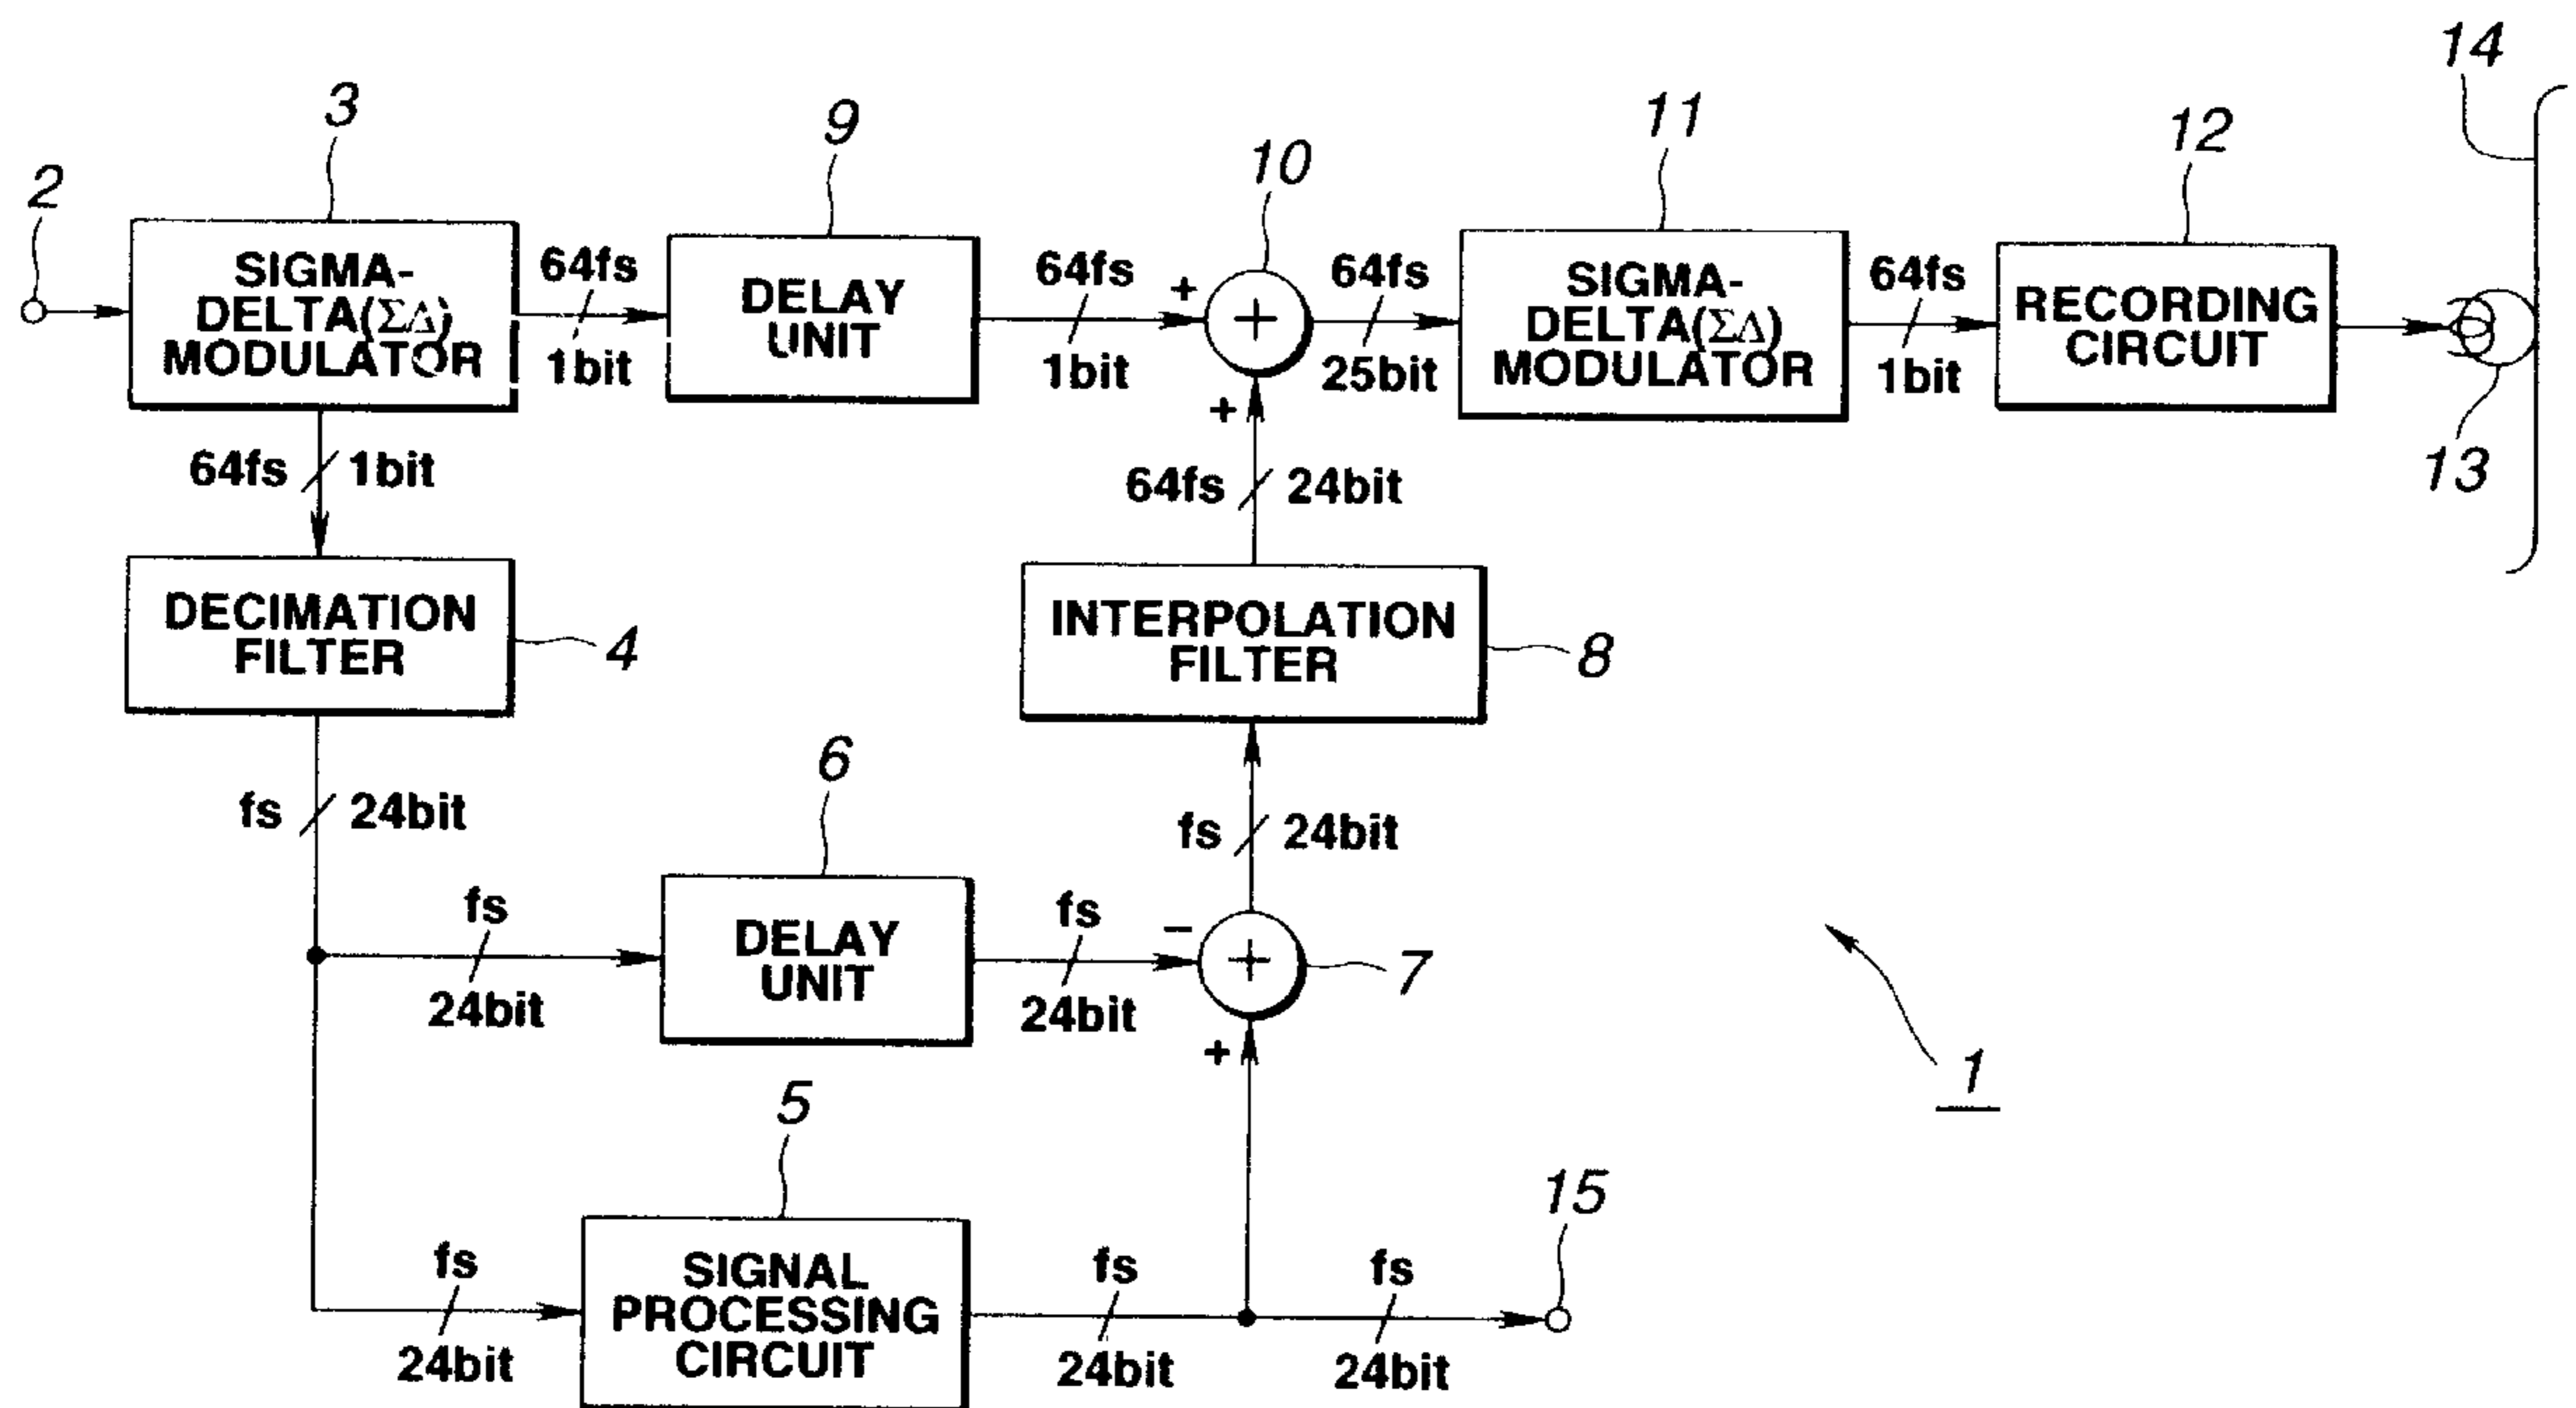 14
3
9
11
12
10
2
SIGMA-
DELTA(ΣΔ)
MODULATOR
64fs
1bit
DELAY
UNIT
64fs
1bit
+
+
+
64fs
25bit
SIGMA-
DELTA(ΣΔ)
MODULATOR
64fs
1bit
RECORDING
CIRCUIT
13
64fs
1bit
64fs
24bit
DECIMATION
FILTER
4
INTERPOLATION
FILTER
8
fs
24bit
6
fs
24bit
fs
24bit
DELAY
UNIT
fs
24bit
−
+
+
7
1
5
15
fs
24bit
SIGNAL
PROCESSING
CIRCUIT
fs
24bit
fs
24bit